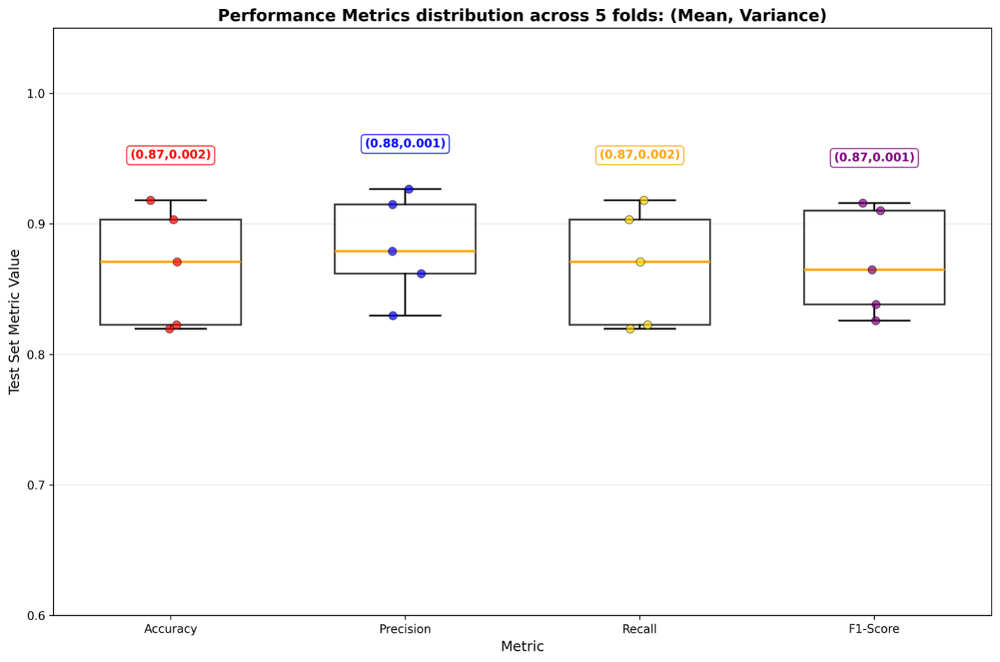 Performance Metrics distribution across 5 folds: (Mean, Variance)
1.0
0.9
0.8
0.7
0.6
Test Set Metric Value
(0.87,0.002)
(0.88,0.001)
(0.87,0.002)
(0.87,0.001)
Accuracy
Precision
Recall
F1-Score
Metric